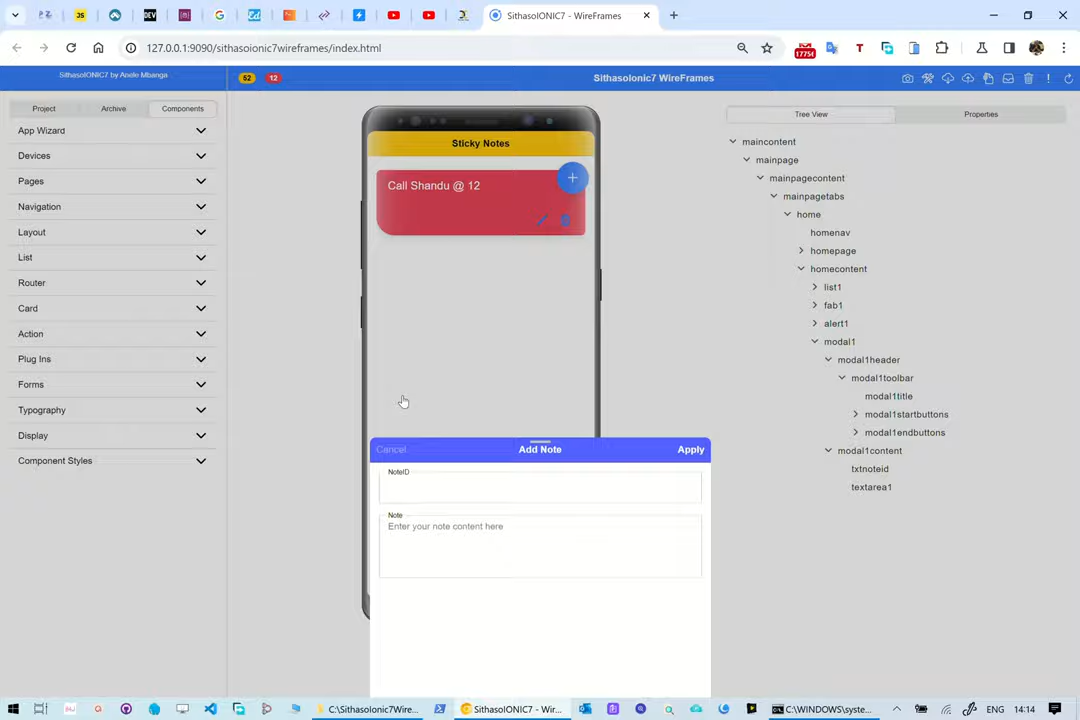 SithasoIONIC7 - WireFrames
127.0.0.1:9090/sithasoionic7wireframes/index.html
SithasoIONIC7 by Anele Mbanga
52
12
SithasoIonic7 WireFrames
Project
Archive
Components
App Wizard
Devices
Pages
Navigation
Layout
List
Router
Card
Action
Plug Ins
Forms
Typography
Display
Component Styles
Sticky Notes
Call Shandu @ 12
Cancel
Add Note
Apply
NoteID
Note
Enter your note content here
Tree View
Properties
maincontent
mainpage
mainpagecontent
mainpagetabs
home
homenav
homepage
homecontent
list1
fab1
alert1
modal1
modal1header
modal1toolbar
modal1title
modal1startbuttons
modal1endbuttons
modal1content
txtnoteid
textarea1
C:\SithasoIonic7Wire...
SithasoIONIC7 - Wir...
C:\WINDOWS\syste...
ENG
14:14